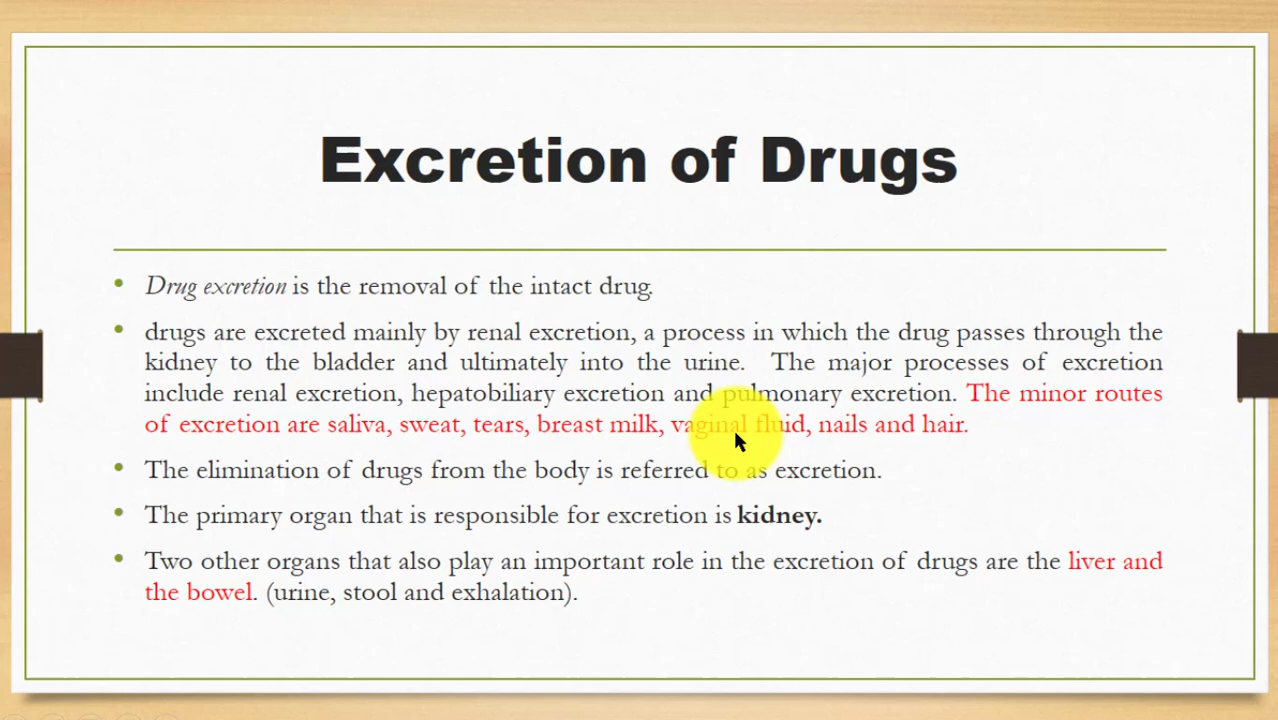 Excretion of Drugs
• Drug excretion is the removal of the intact drug.
• drugs are excreted mainly by renal excretion, a process in which the drug passes through the
kidney to the bladder and ultimately into the urine. The major processes of excretion
include renal excretion, hepatobiliary excretion and pulmonary excretion. The minor routes
of excretion are saliva, sweat, tears, breast milk, vaginal fluid, nails and hair.
• The elimination of drugs from the body is referred to as excretion.
• The primary organ that is responsible for excretion is kidney.
• Two other organs that also play an important role in the excretion of drugs are the liver and
the bowel. (urine, stool and exhalation).